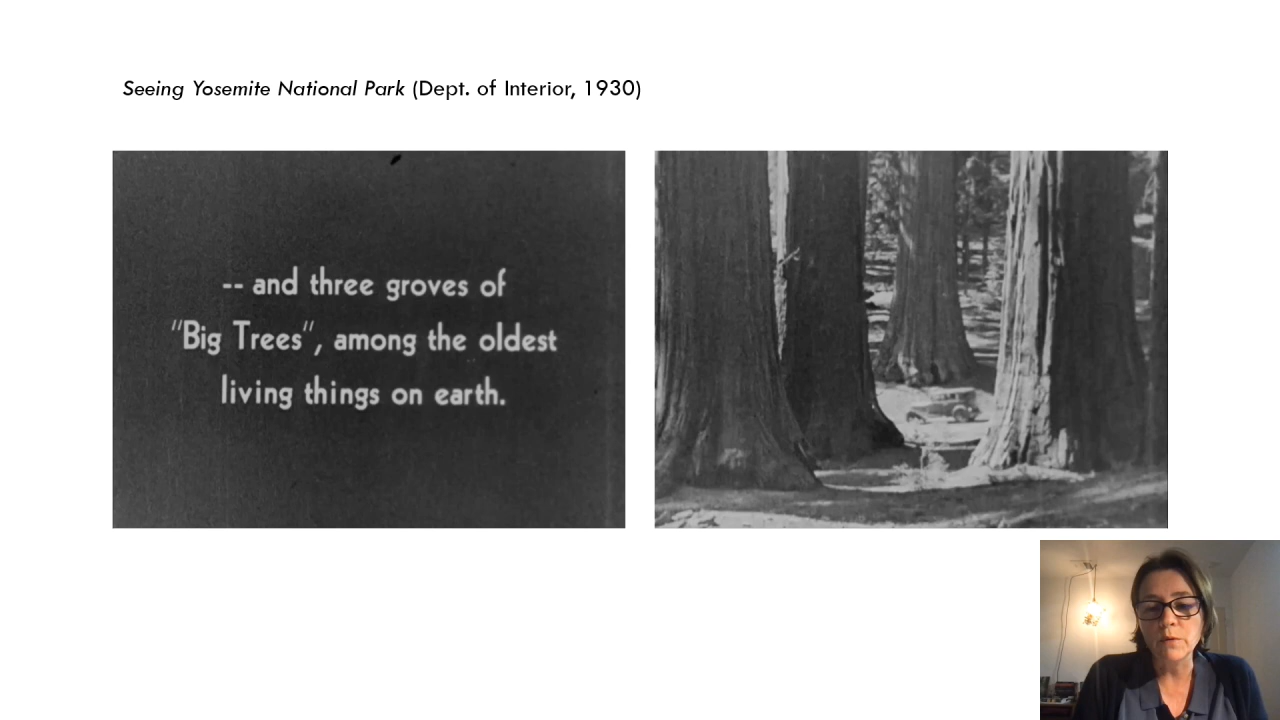 Seeing Yosemite National Park (Dept. of Interior, 1930)
-- and three groves of
"Big Trees", among the oldest
living things on earth.